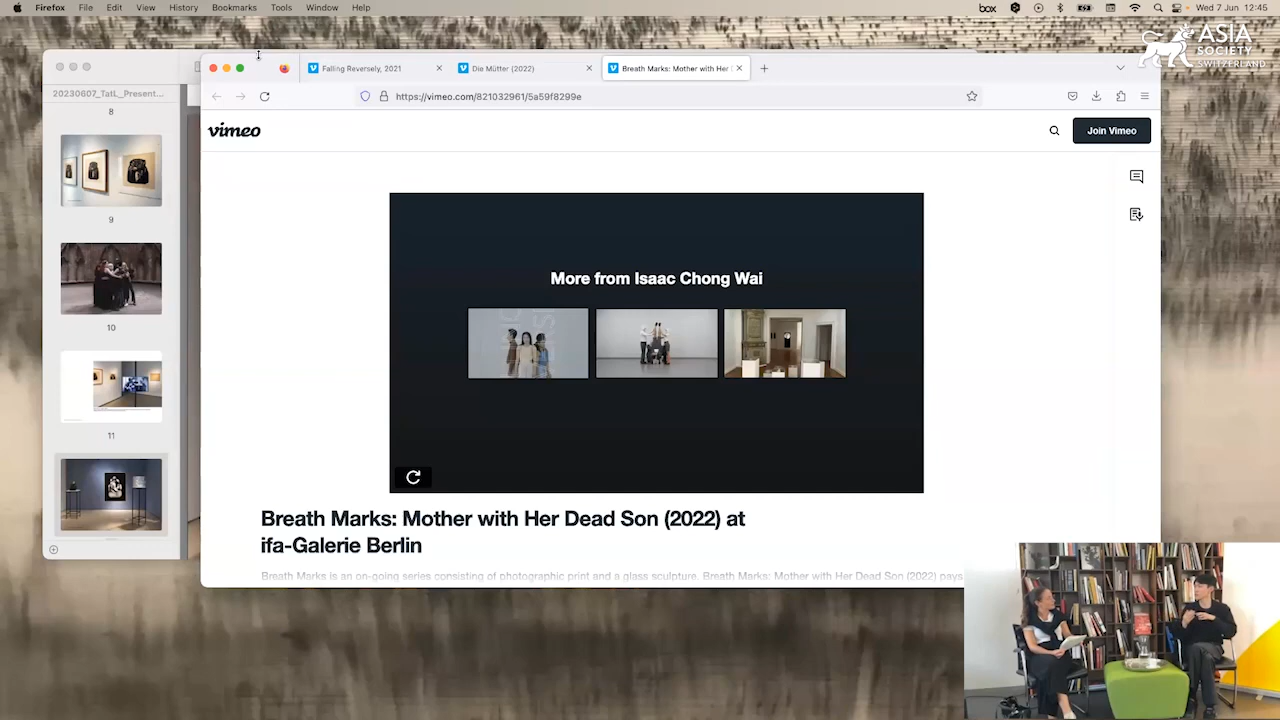 Firefox File Edit View History Bookmarks Tools Window Help
box
Wed 7 Jun 12:45
ASIA
SOCIETY
SWITZERLAND
Falling Reversely, 2021
Die Mütter (2022)
Breath Marks: Mother with Her
20230607_TatL_Present...
https://vimeo.com/821032961/5a59f8299e
8
vimeo
Join Vimeo
9
More from Isaac Chong Wai
10
11
Breath Marks: Mother with Her Dead Son (2022) at
ifa-Galerie Berlin
Breath Marks is an on-going series consisting of photographic print and a glass sculpture. Breath Marks: Mother with Her Dead Son (2022) pays